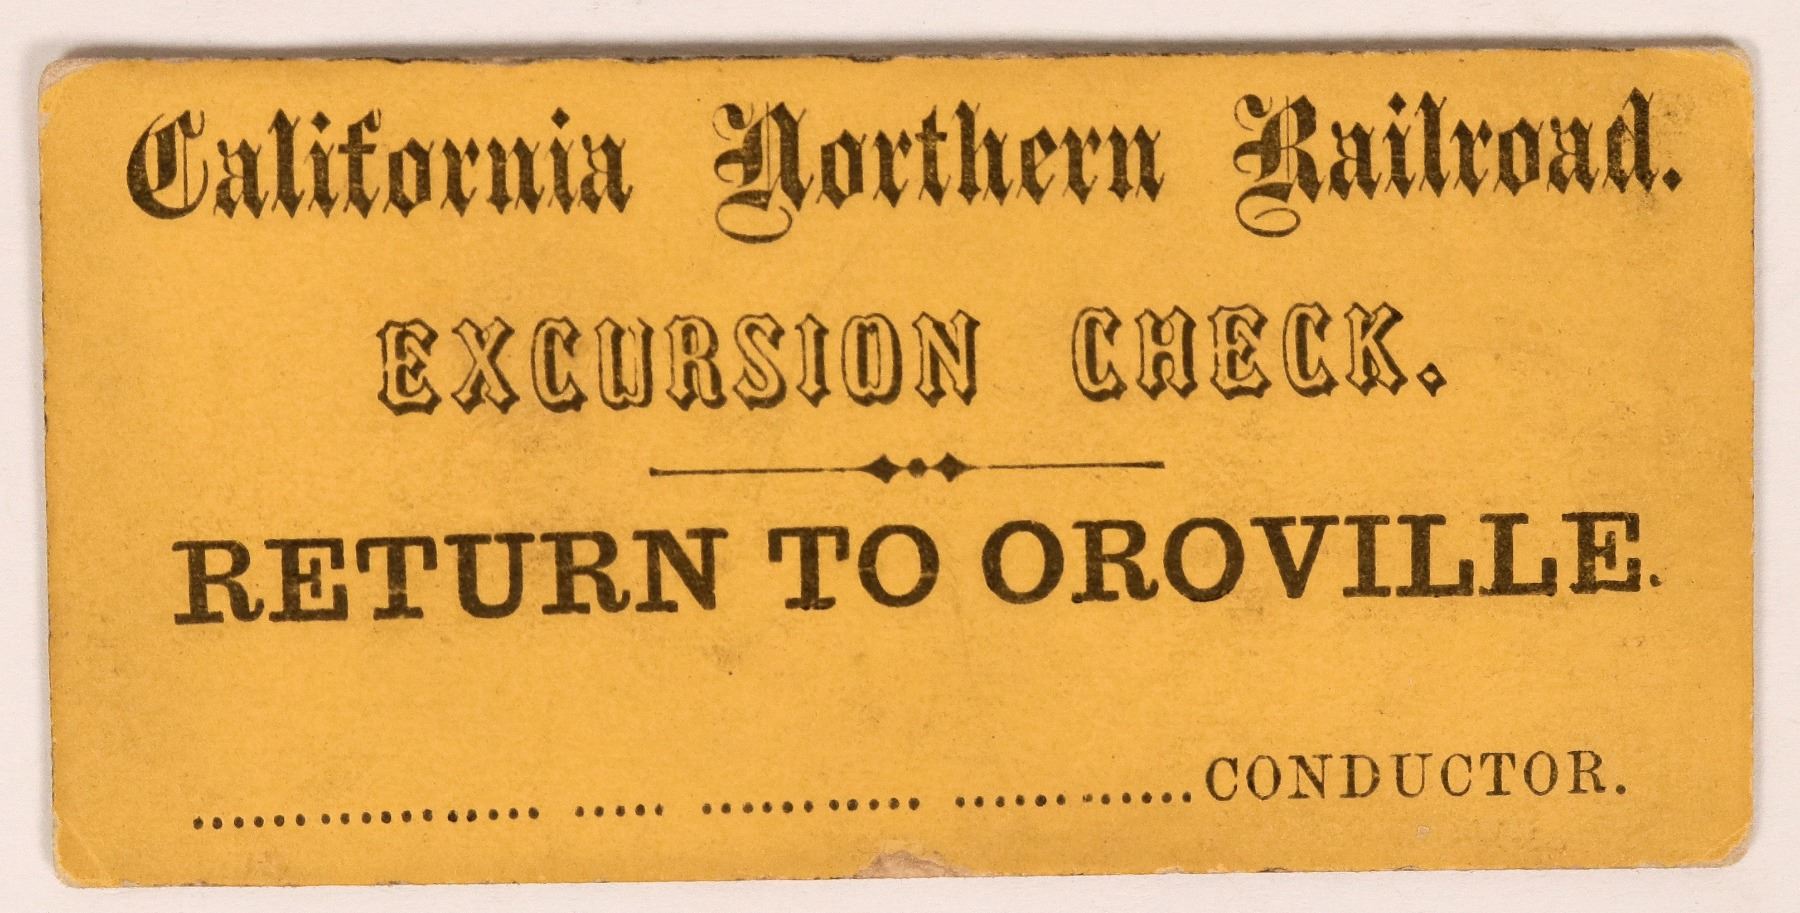 California Northern Railroad.
EXCURSION CHECK.
RETURN TO OROVILLE.
........................................CONDUCTOR.